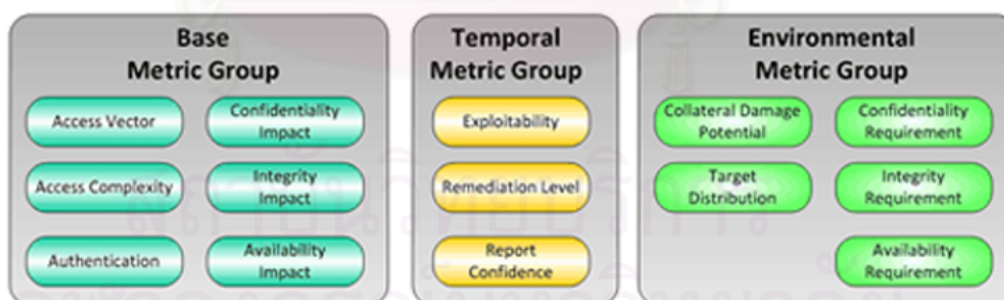 Base
Metric Group
Access Vector
Confidentiality
Impact
Access Complexity
Integrity
Impact
Authentication
Availability
Impact
Temporal
Metric Group
Exploitability
Remediation Level
Report
Confidence
Environmental
Metric Group
Collateral Damage
Potential
Confidentiality
Requirement
Target
Distribution
Integrity
Requirement
Availability
Requirement